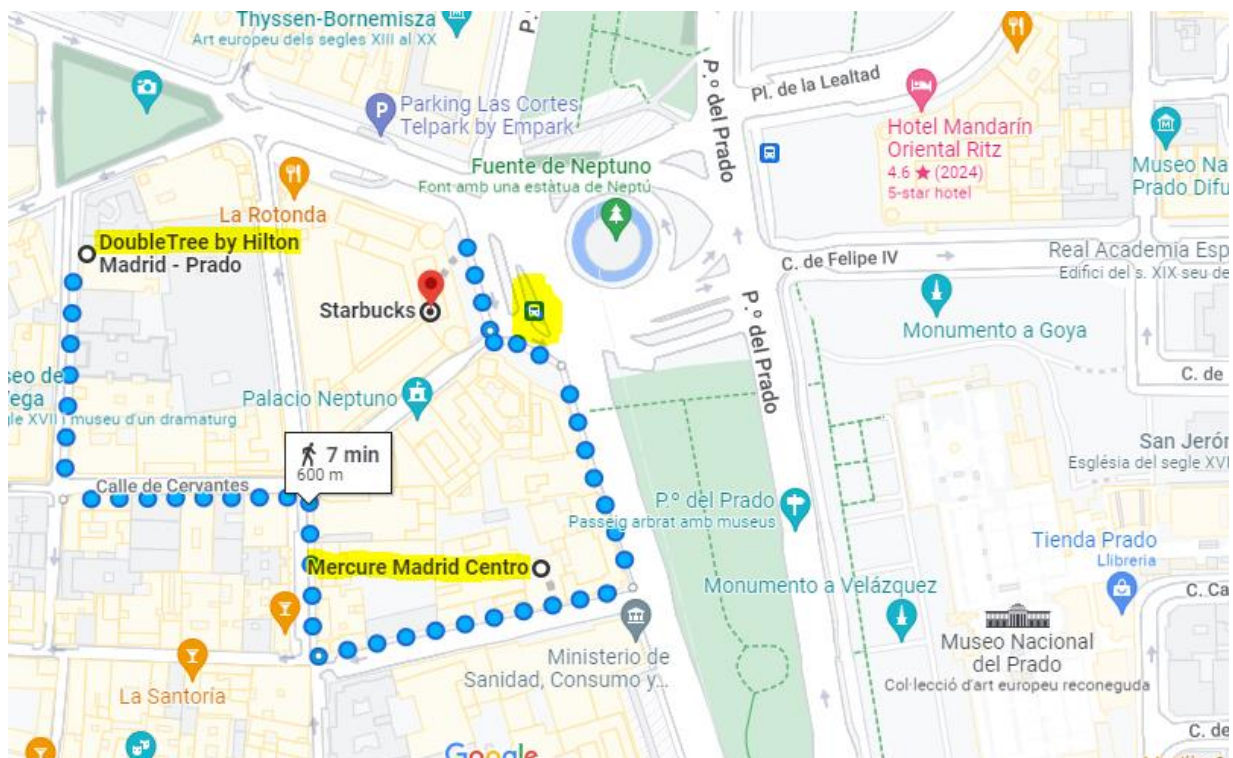 Thyssen-Bornemisza
Art europeu dels segles XIII al XX
P.º del Prado
Pl. de la Lealtad
Parking Las Cortes
Telpark by Empark
Hotel Mandarín
Oriental Ritz
4.6 ★ (2024)
5-star hotel
Fuente de Neptuno
Font amb una estàtua de Neptú
Museo Na
Prado Difu
La Rotonda
DoubleTree by Hilton
Madrid - Prado
C. de Felipe IV
Real Academia Esp
Edifici del s. XIX seu de
Starbucks
P.º del Prado
Monumento a Goya
C. de
seo de
Vega
gle XVII i museu d'un dramaturg
Palacio Neptuno
7 min
600 m
San Jerón
Església del segle XVI
Calle de Cervantes
P.º del Prado
Passeig arbrat amb museus
Tienda Prado
Llibreria
Mercure Madrid Centro
Monumento a Velázquez
C. Ca
Museo Nacional
del Prado
Col·lecció d'art europeu reconeguda
Ministerio de
Sanidad, Consumo y...
La Santoría
C. de
Google